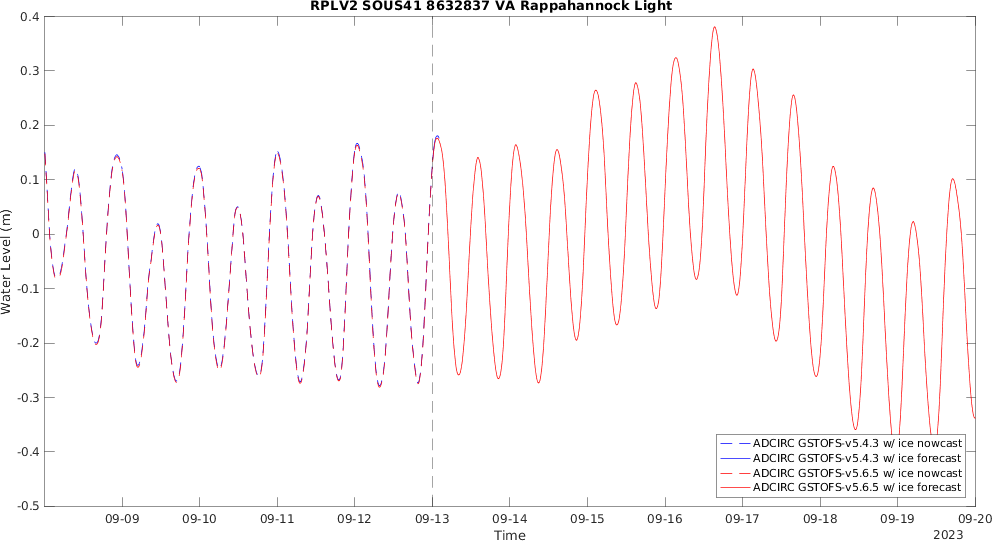 RPLV2 SOUS41 8632837 VA Rappahannock Light
0.4
0.3
0.2
0.1
0
-0.1
-0.2
-0.3
-0.4
-0.5
Water Level (m)
ADCIRC GSTOFS-v5.4.3 w/ ice nowcast
ADCIRC GSTOFS-v5.4.3 w/ ice forecast
ADCIRC GSTOFS-v5.6.5 w/ ice nowcast
ADCIRC GSTOFS-v5.6.5 w/ ice forecast
09-09 09-10 09-11 09-12 09-13 09-14 09-15 09-16 09-17 09-18 09-19 09-20
Time
2023